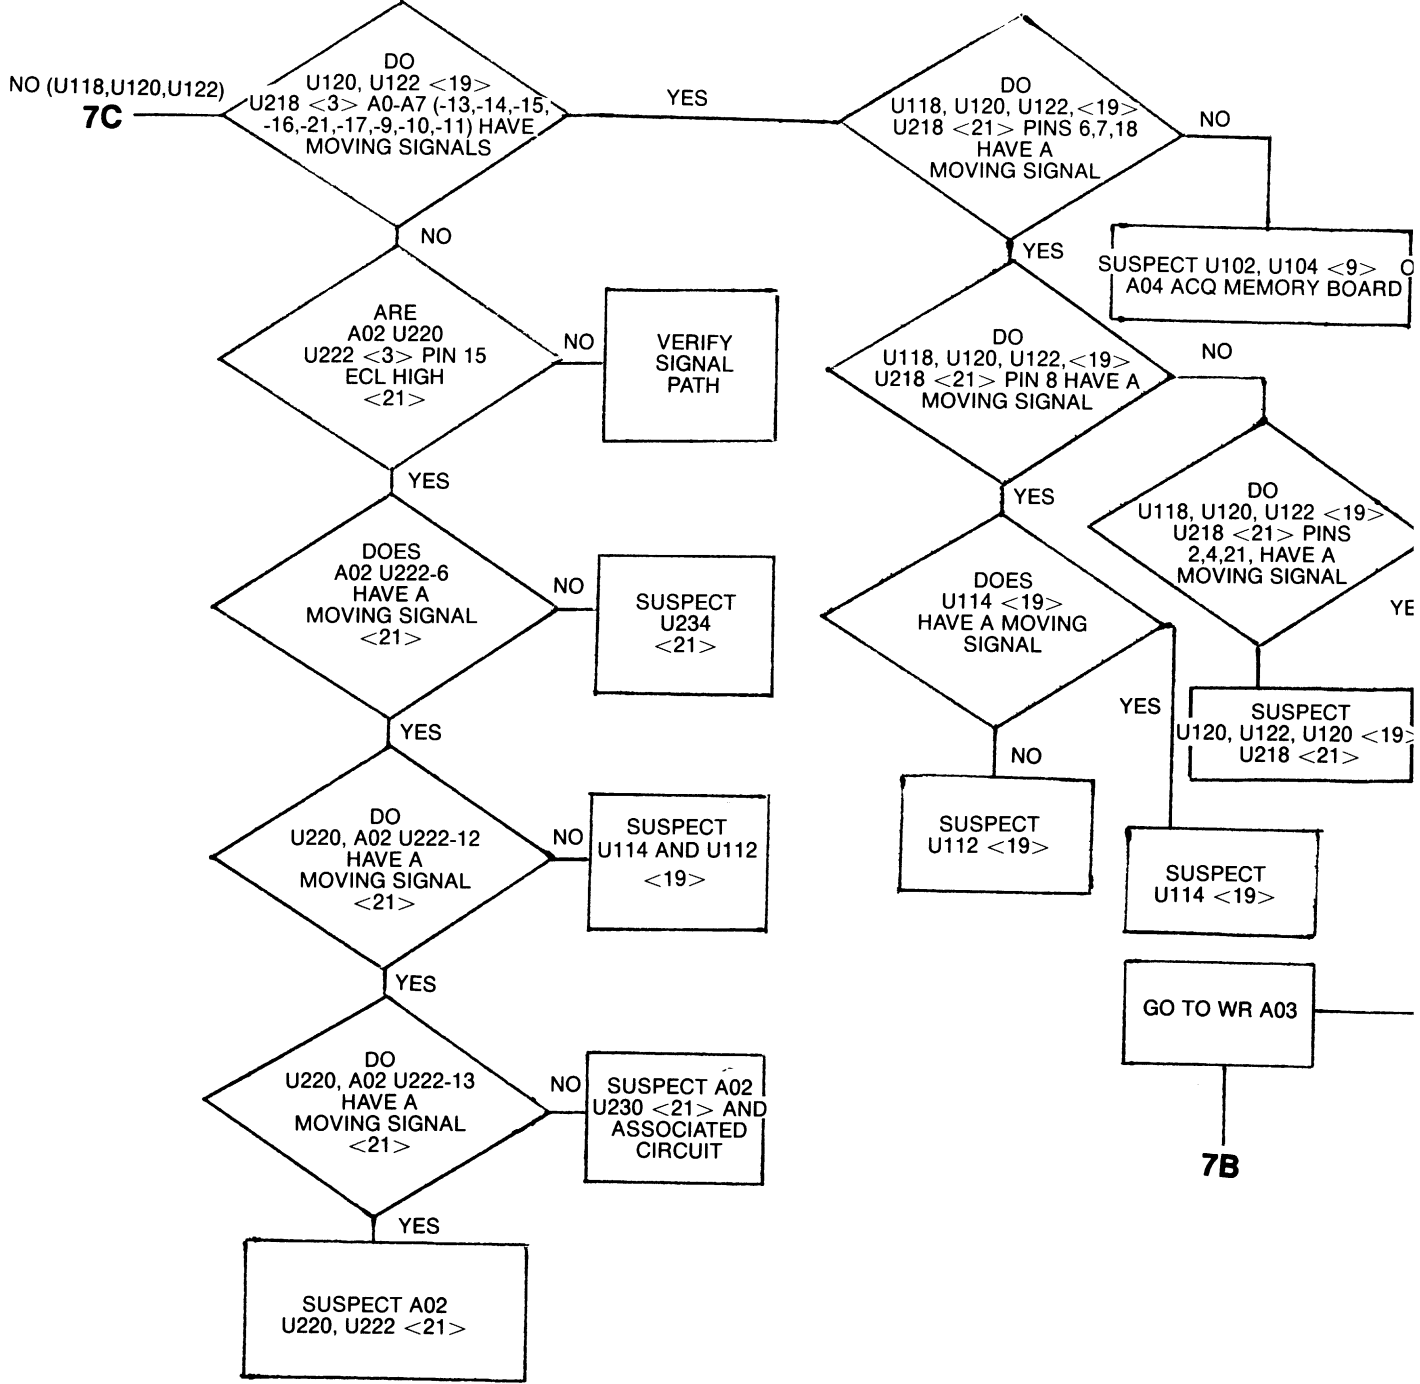 NO (U118,U120,U122)
7C
DO
U120, U122 <19>
U218 <3> A0-A7 (-13,-14,-15,
-16,-21,-17,-9,-10,-11) HAVE
MOVING SIGNALS
YES
DO
U118, U120, U122,<19>
U218 <21> PINS 6,7,18
HAVE A
MOVING SIGNAL
NO
SUSPECT U102, U104 <9> O
A04 ACQ MEMORY BOARD
NO
ARE
A02 U220
U222 <3> PIN 15
ECL HIGH
<21>
NO
VERIFY
SIGNAL
PATH
YES
DO
U118, U120, U122,<19>
U218 <21> PIN 8 HAVE A
MOVING SIGNAL
NO
DO
U118, U120, U122 <19>
U218 <21> PINS
2,4,21, HAVE A
MOVING SIGNAL
YE
SUSPECT
U120, U122, U120 <19>
U218 <21>
YES
DOES
A02 U222-6
HAVE A
MOVING SIGNAL
<21>
NO
SUSPECT
U234
<21>
YES
DOES
U114 <19>
HAVE A MOVING
SIGNAL
YES
NO
SUSPECT
U112 <19>
SUSPECT
U114 <19>
YES
DO
U220, A02 U222-12
HAVE A
MOVING SIGNAL
<21>
NO
SUSPECT
U114 AND U112
<19>
YES
DO
U220, A02 U222-13
HAVE A
MOVING SIGNAL
<21>
NO
SUSPECT A02
U230 <21> AND
ASSOCIATED
CIRCUIT
GO TO WR A03
7B
YES
SUSPECT A02
U220, U222 <21>